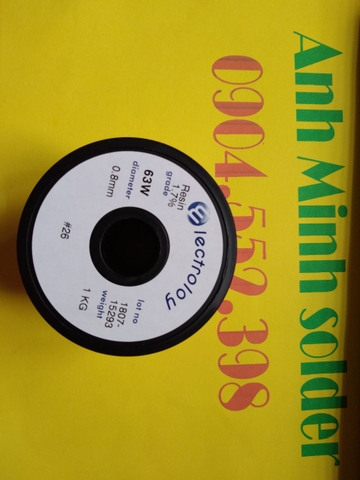 Anh Minh solder
0904.552.398
electroloy
Resin
1.7%
grade
63W
diameter
0.8mm
#26
lot no
1807-
15293
weight
1 KG